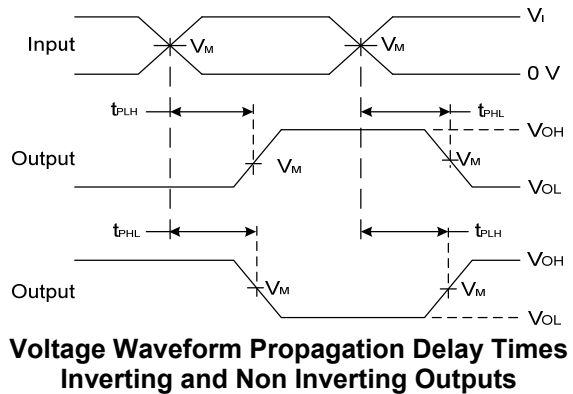 VI
Input VM VM
0 V
tPLH tPHL
VOH
Output VM VM
VOL
tPHL tPLH
VOH
Output VM VM
VOL
Voltage Waveform Propagation Delay Times
Inverting and Non Inverting Outputs